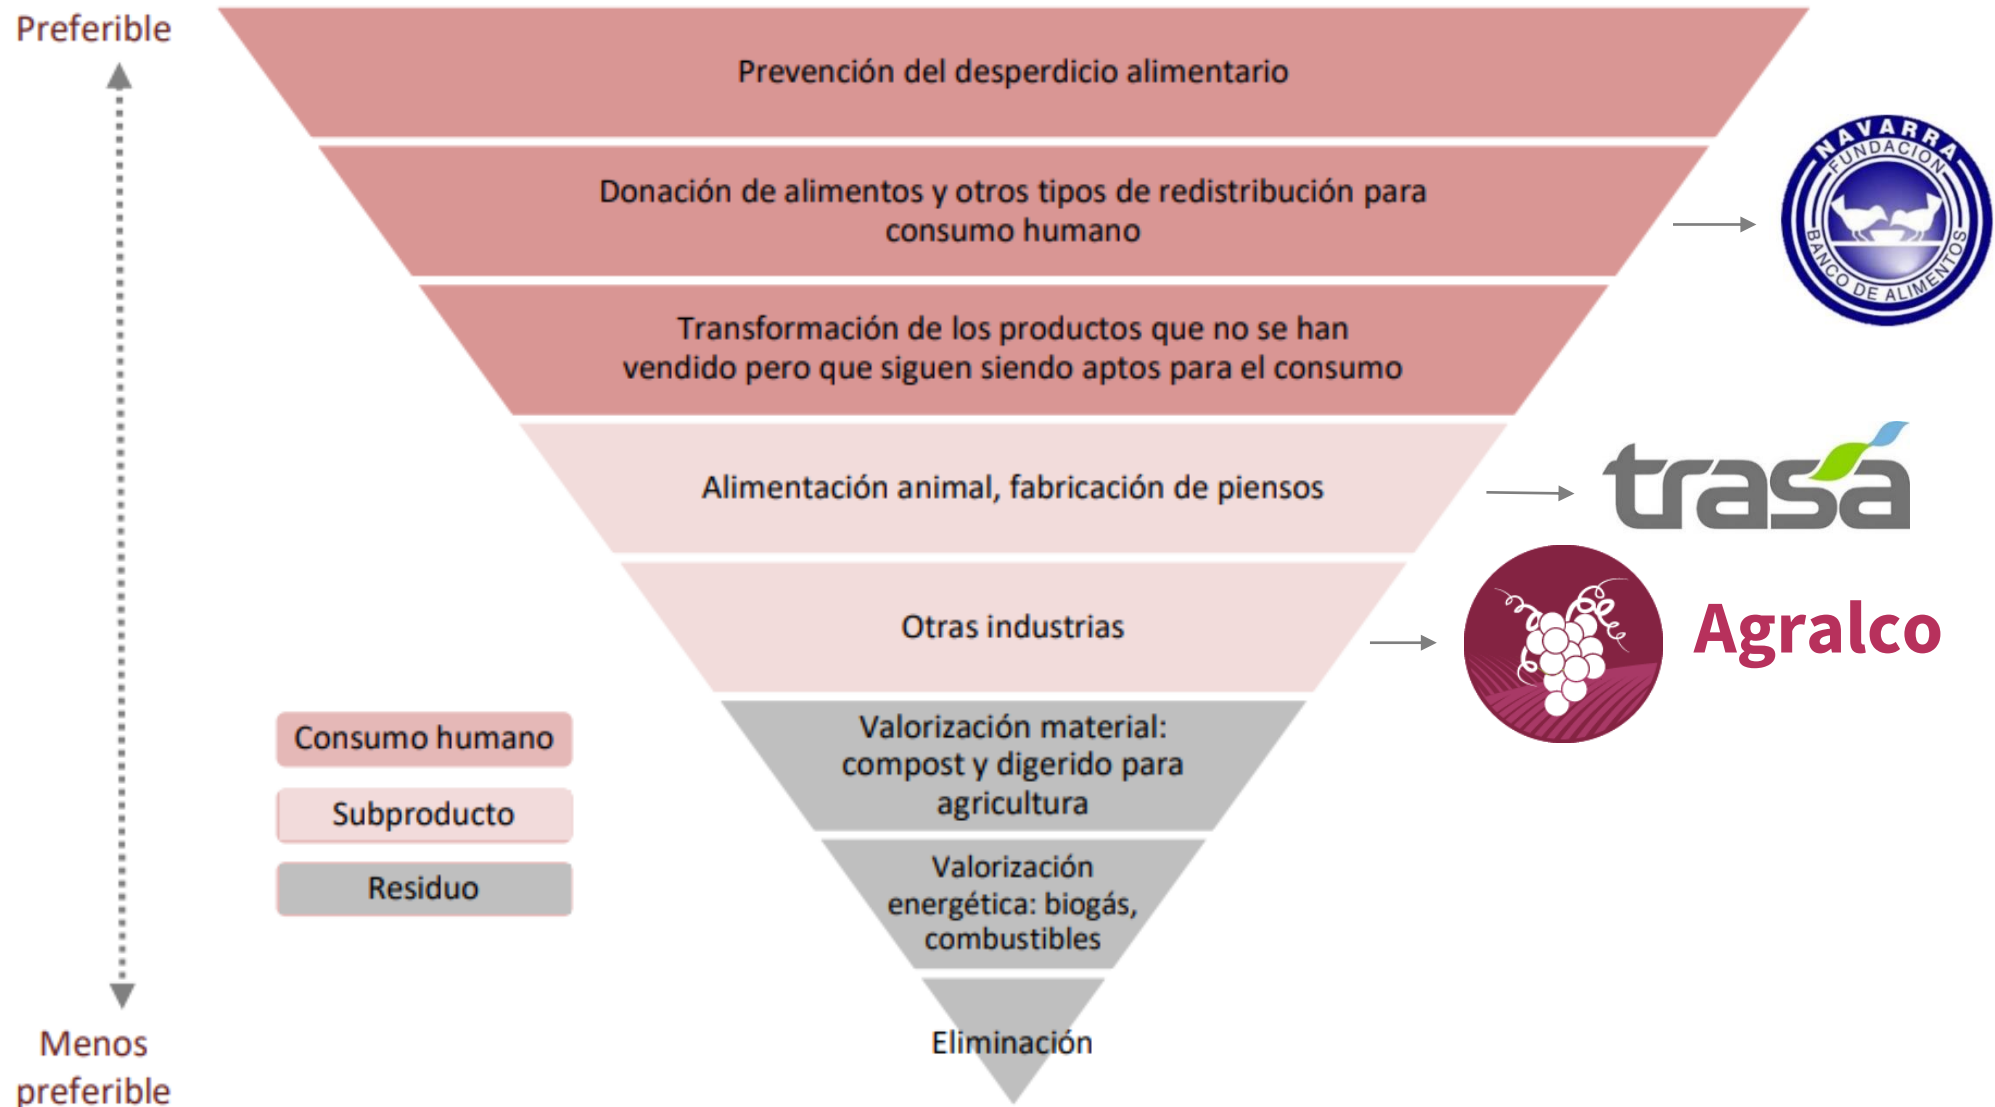 Preferible
Prevención del desperdicio alimentario
Donación de alimentos y otros tipos de redistribución para
consumo humano
NAVARRA
FUNDACION
BANCO DE ALIMENTOS
Transformación de los productos que no se han
vendido pero que siguen siendo aptos para el consumo
Alimentación animal, fabricación de piensos
trasa
Otras industrias
Agralco
Valorización material:
compost y digerido para
agricultura
Valorización
energética: biogás,
combustibles
Eliminación
Consumo humano
Subproducto
Residuo
Menos
preferible